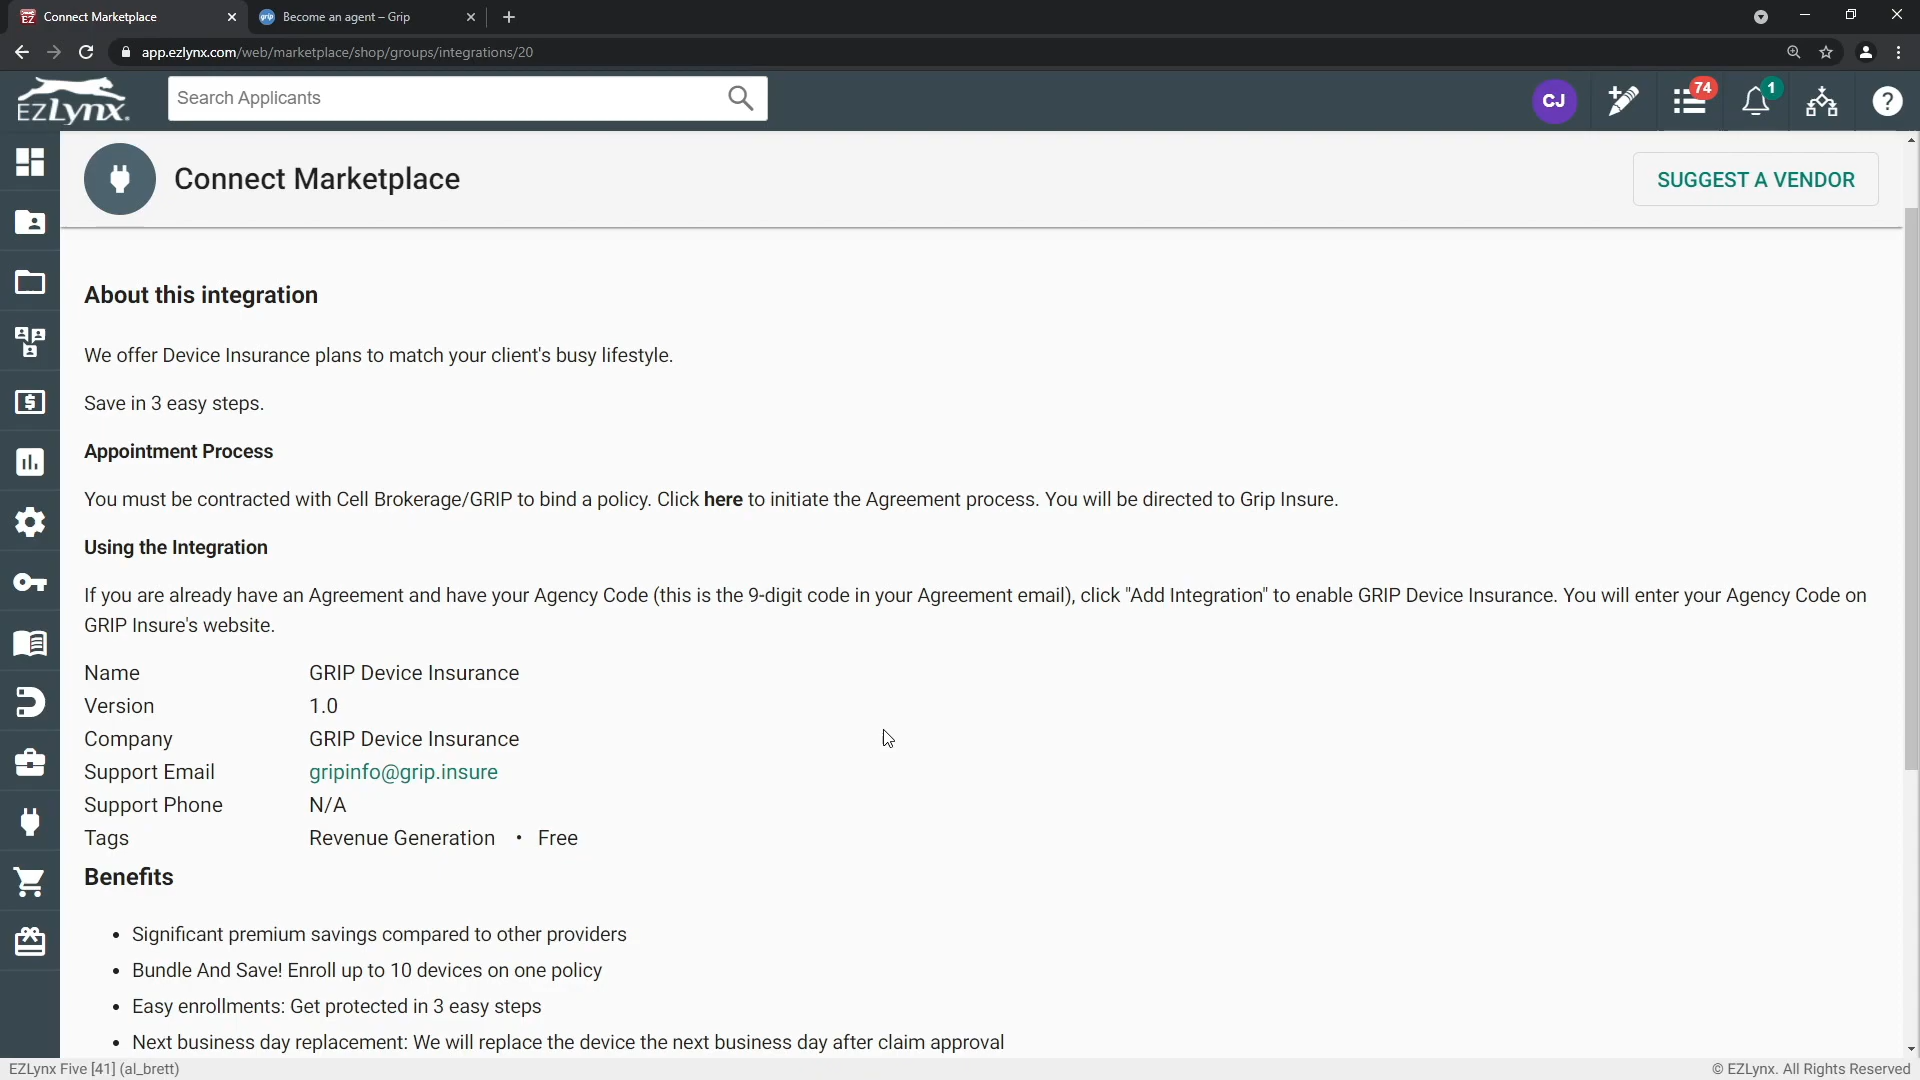 Connect Marketplace
grip
Become an agent – Grip
app.ezlynx.com/web/marketplace/shop/groups/integrations/20
EZLynx
Search Applicants
CJ
74
1
Connect Marketplace
SUGGEST A VENDOR
About this integration
We offer Device Insurance plans to match your client's busy lifestyle.
Save in 3 easy steps.
Appointment Process
You must be contracted with Cell Brokerage/GRIP to bind a policy. Click here to initiate the Agreement process. You will be directed to Grip Insure.
Using the Integration
If you are already have an Agreement and have your Agency Code (this is the 9-digit code in your Agreement email), click "Add Integration" to enable GRIP Device Insurance. You will enter your Agency Code on
GRIP Insure's website.
Name GRIP Device Insurance
Version 1.0
Company GRIP Device Insurance
Support Email gripinfo@grip.insure
Support Phone N/A
Tags Revenue Generation • Free
Benefits
• Significant premium savings compared to other providers
• Bundle And Save! Enroll up to 10 devices on one policy
• Easy enrollments: Get protected in 3 easy steps
• Next business day replacement: We will replace the device the next business day after claim approval
EZLynx Five [41] (al_brett)
© EZLynx. All Rights Reserved